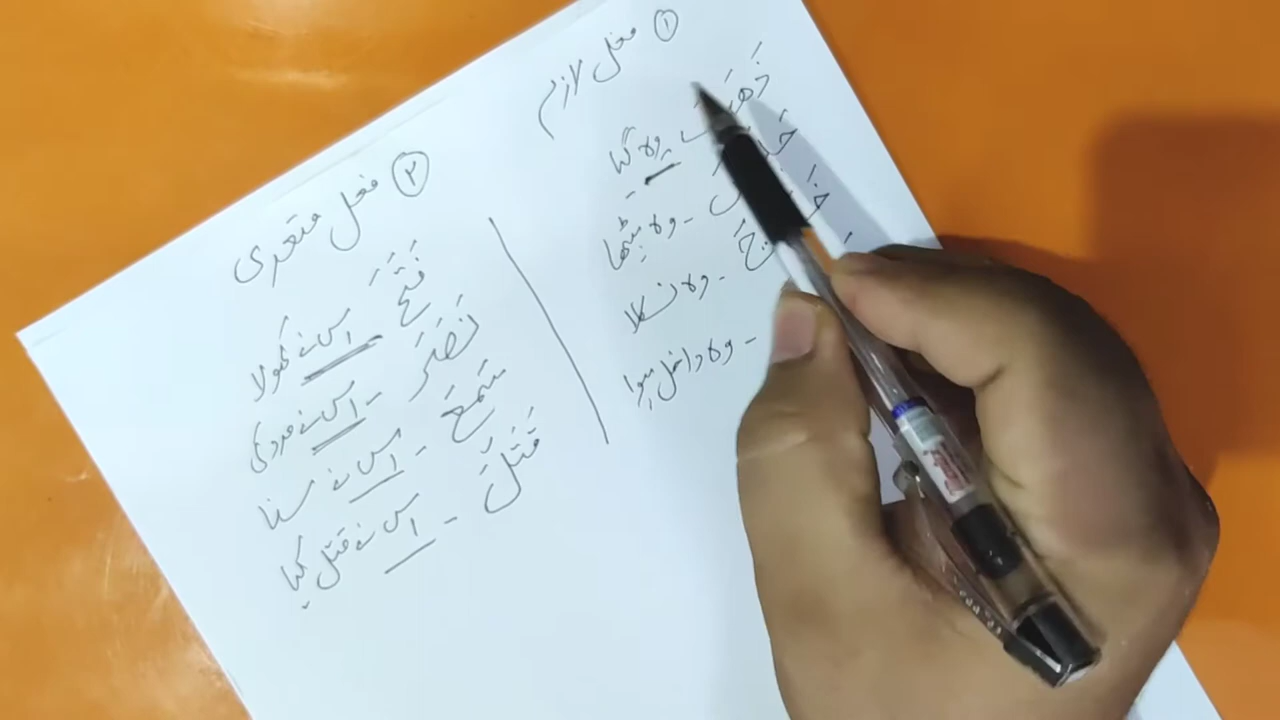 ① فعل لازم
ذَهَبَ وہ گیا
وہ بیٹھا
وہ نکلا
وہ داخل ہوا
② فعل متعدی
فَتَحَ اس نے کھولا
نَصَرَ - اس نے مدد کی
سَمِعَ - اس نے سنا
قَتَلَ - اس نے قتل کیا